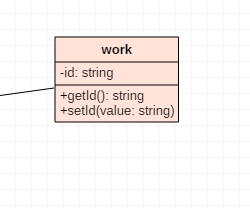 work
-id: string
+getId(): string
+setId(value: string)